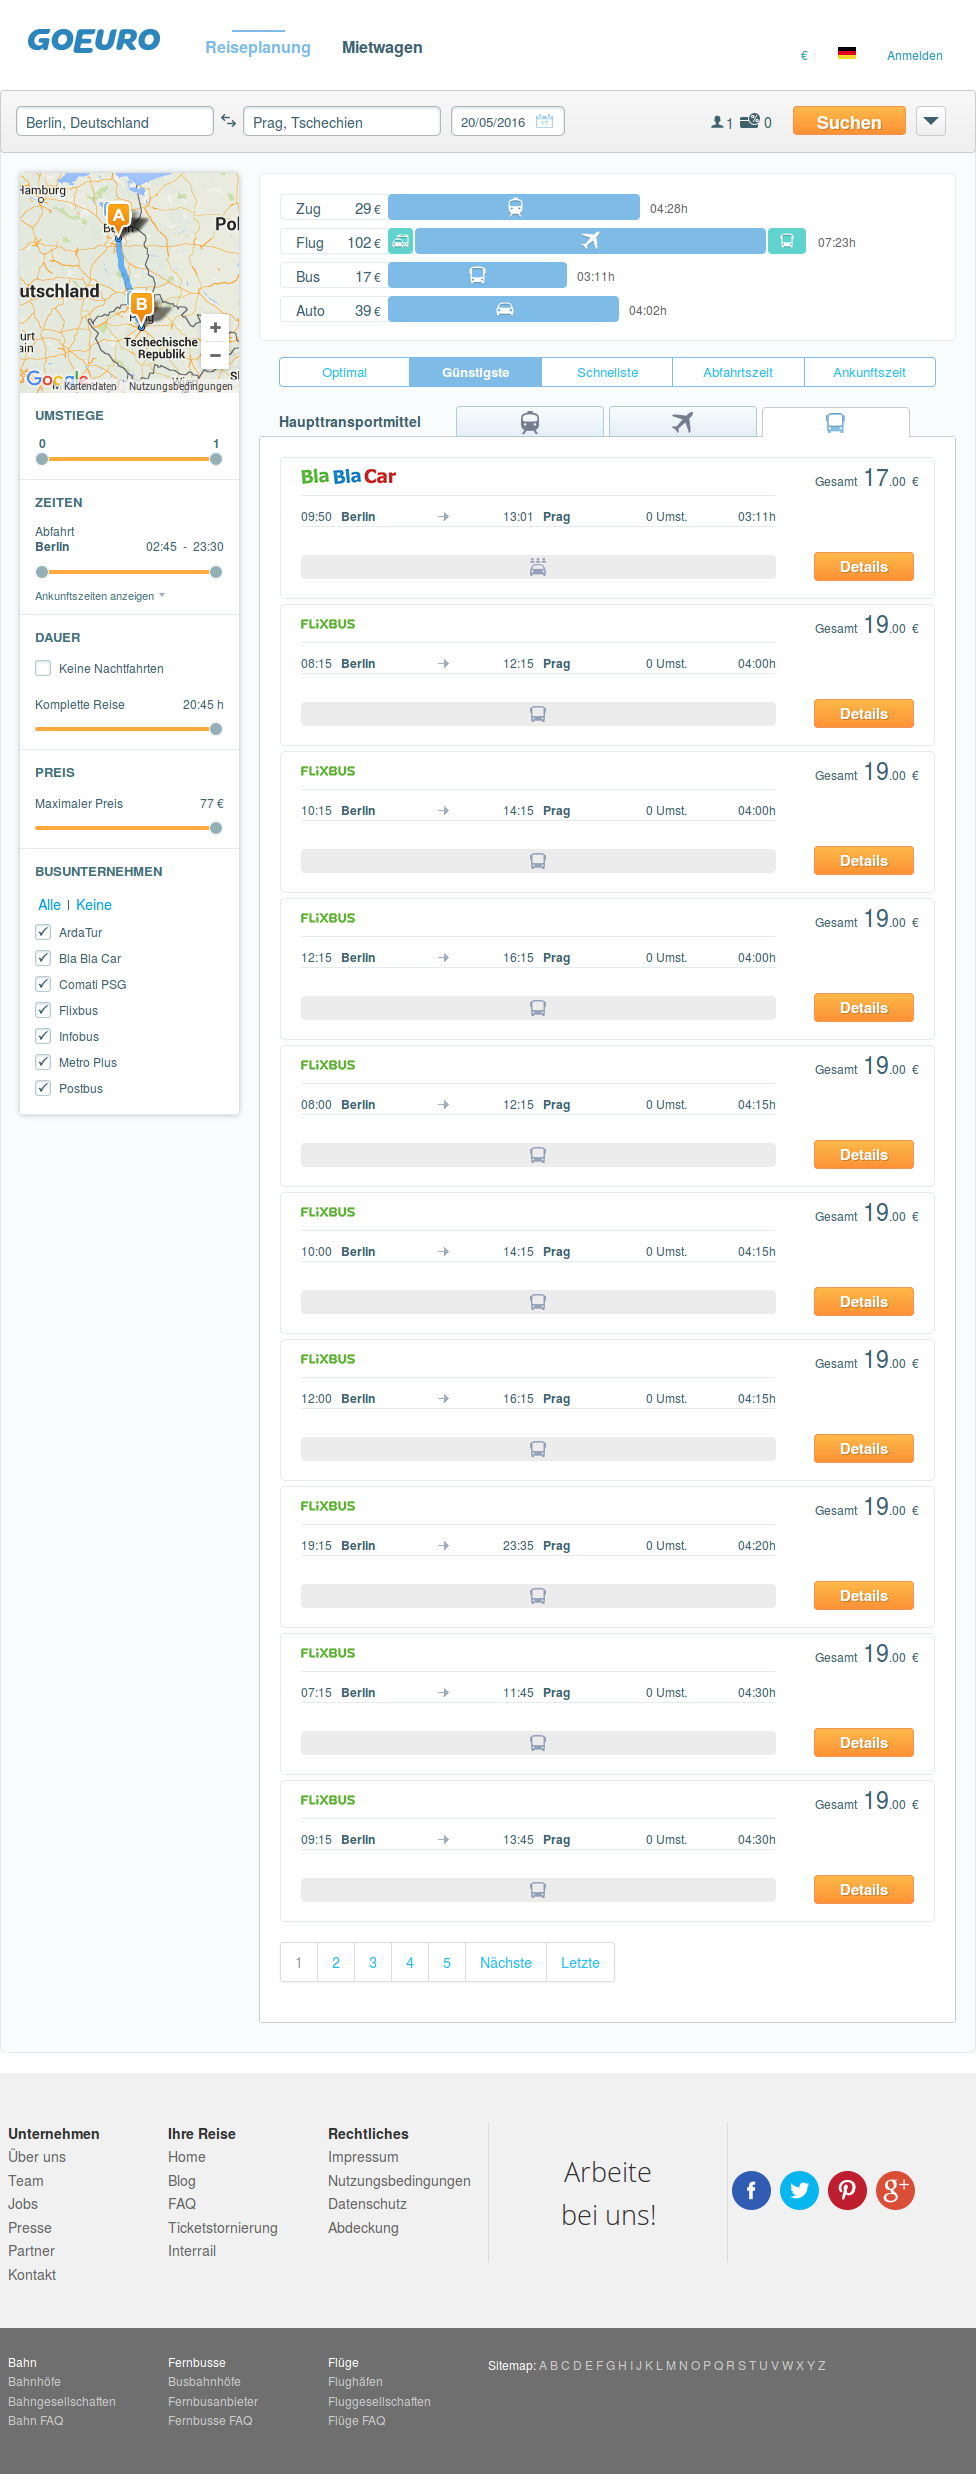 GOEURO
Reiseplanung Mietwagen
€ Anmelden
Berlin, Deutschland Prag, Tschechien 20/05/2016 1 0 Suchen
Hamburg
A
Berlin
Pol
utschland
B
Prag
Tschechische
Republik
+
−
Google Kartendaten Nutzungsbedingungen
UMSTIEGE
0 1
ZEITEN
Abfahrt
Berlin 02:45 - 23:30
Ankunftszeiten anzeigen
DAUER
Keine Nachtfahrten
Komplette Reise 20:45 h
PREIS
Maximaler Preis 77 €
BUSUNTERNEHMEN
Alle | Keine
ArdaTur
Bla Bla Car
Comati PSG
Flixbus
Infobus
Metro Plus
Postbus
Zug 29 € 04:28h
Flug 102 € 07:23h
Bus 17 € 03:11h
Auto 39 € 04:02h
Optimal Günstigste Schnellste Abfahrtszeit Ankunftszeit
Haupttransportmittel
Bla Bla Car Gesamt 17.00 €
09:50 Berlin 13:01 Prag 0 Umst. 03:11h
Details
FLiXBUS Gesamt 19.00 €
08:15 Berlin 12:15 Prag 0 Umst. 04:00h
Details
FLiXBUS Gesamt 19.00 €
10:15 Berlin 14:15 Prag 0 Umst. 04:00h
Details
FLiXBUS Gesamt 19.00 €
12:15 Berlin 16:15 Prag 0 Umst. 04:00h
Details
FLiXBUS Gesamt 19.00 €
08:00 Berlin 12:15 Prag 0 Umst. 04:15h
Details
FLiXBUS Gesamt 19.00 €
10:00 Berlin 14:15 Prag 0 Umst. 04:15h
Details
FLiXBUS Gesamt 19.00 €
12:00 Berlin 16:15 Prag 0 Umst. 04:15h
Details
FLiXBUS Gesamt 19.00 €
19:15 Berlin 23:35 Prag 0 Umst. 04:20h
Details
FLiXBUS Gesamt 19.00 €
07:15 Berlin 11:45 Prag 0 Umst. 04:30h
Details
FLiXBUS Gesamt 19.00 €
09:15 Berlin 13:45 Prag 0 Umst. 04:30h
Details
1 2 3 4 5 Nächste Letzte
Unternehmen
Über uns
Team
Jobs
Presse
Partner
Kontakt
Ihre Reise
Home
Blog
FAQ
Ticketstornierung
Interrail
Rechtliches
Impressum
Nutzungsbedingungen
Datenschutz
Abdeckung
Arbeite
bei uns!
Bahn
Bahnhöfe
Bahngesellschaften
Bahn FAQ
Fernbusse
Busbahnhöfe
Fernbusanbieter
Fernbusse FAQ
Flüge
Flughäfen
Fluggesellschaften
Flüge FAQ
Sitemap: A B C D E F G H I J K L M N O P Q R S T U V W X Y Z